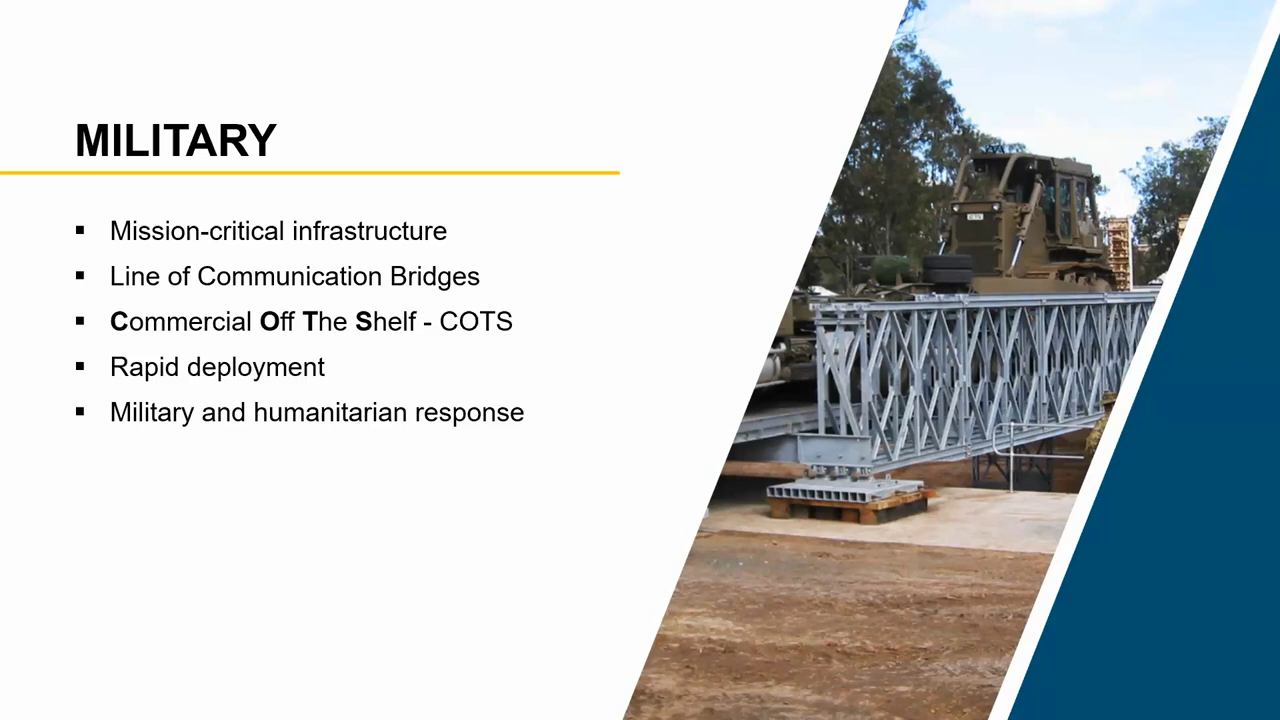 MILITARY
▪ Mission-critical infrastructure
▪ Line of Communication Bridges
▪ Commercial Off The Shelf - COTS
▪ Rapid deployment
▪ Military and humanitarian response